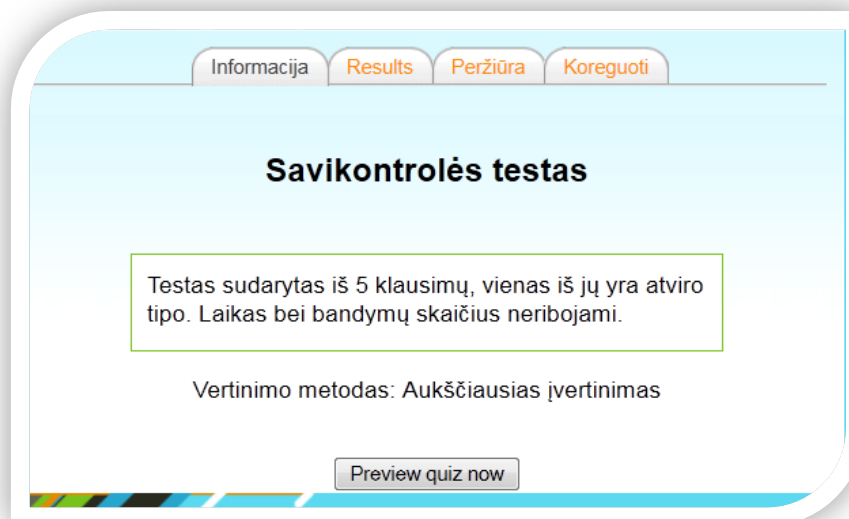 Informacija Results Peržiūra Koreguoti
Savikontrolės testas
Testas sudarytas iš 5 klausimų, vienas iš jų yra atviro
tipo. Laikas bei bandymų skaičius neribojami.
Vertinimo metodas: Aukščiausias įvertinimas
Preview quiz now